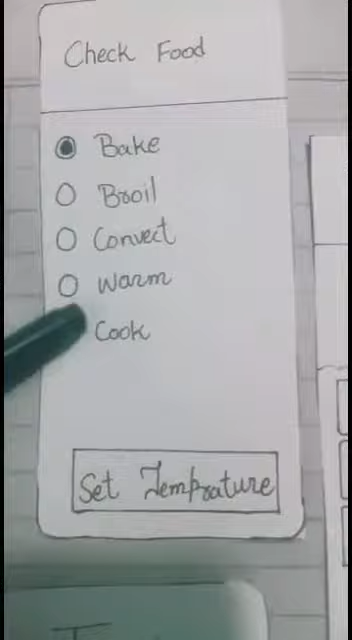 Check Food
Bake
Broil
Convect
Warm
Cook
Set Temprature